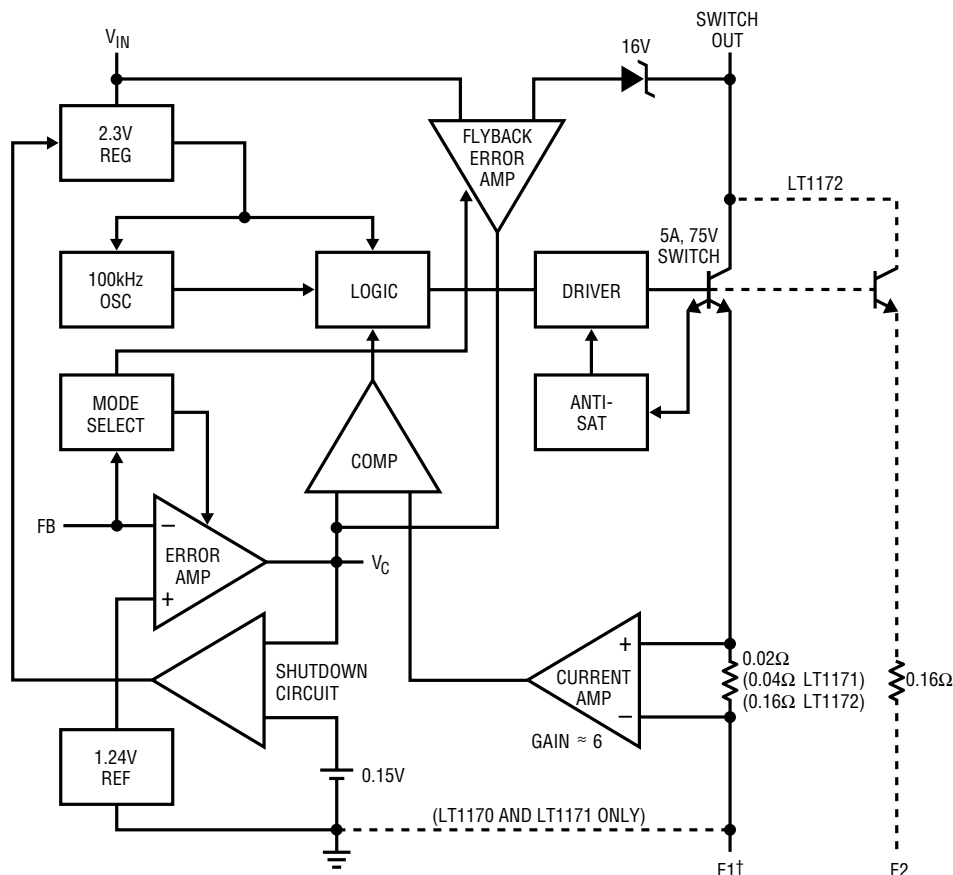 SWITCH
OUT
V_IN
16V
2.3V
REG
FLYBACK
ERROR
AMP
LT1172
5A, 75V
SWITCH
100kHz
OSC
LOGIC
DRIVER
MODE
SELECT
ANTI-
SAT
COMP
FB
−
ERROR
AMP
+
V_C
SHUTDOWN
CIRCUIT
+
CURRENT
AMP
−
GAIN ≈ 6
0.02Ω
(0.04Ω LT1171)
(0.16Ω LT1172)
0.16Ω
1.24V
REF
0.15V
(LT1170 AND LT1171 ONLY)
E1†
E2